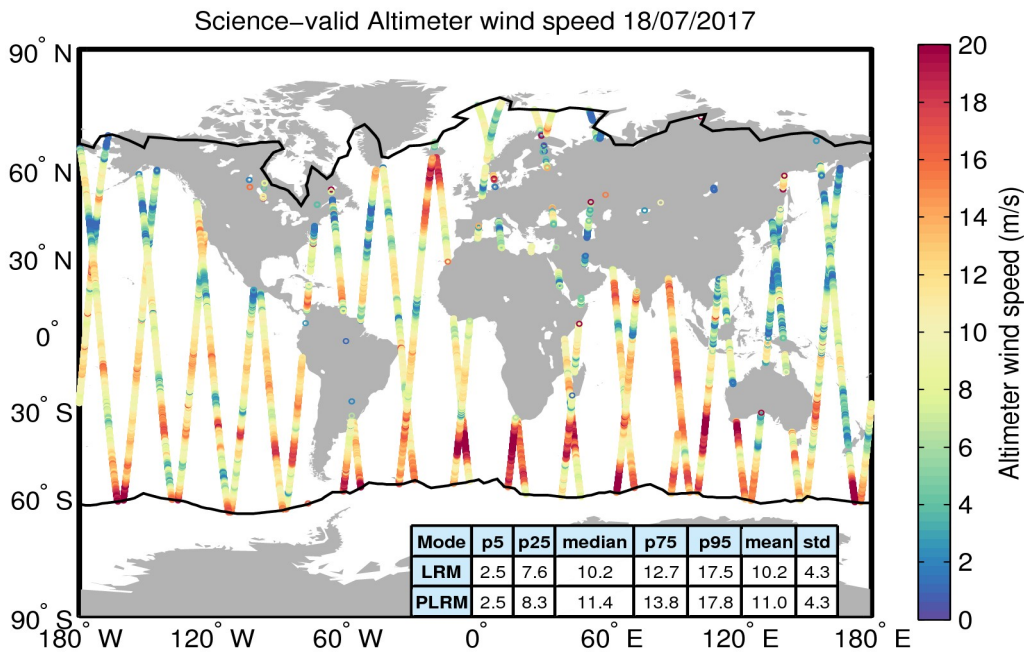 Science-valid Altimeter wind speed 18/07/2017
90° N
60° N
30° N
0°
30° S
60° S
90° S
180° W
120° W
60° W
0°
60° E
120° E
180° E
Mode p5 p25 median p75 p95 mean std
LRM 2.5 7.6 10.2 12.7 17.5 10.2 4.3
PLRM 2.5 8.3 11.4 13.8 17.8 11.0 4.3
20
18
16
14
12
10
8
6
4
2
0
Altimeter wind speed (m/s)